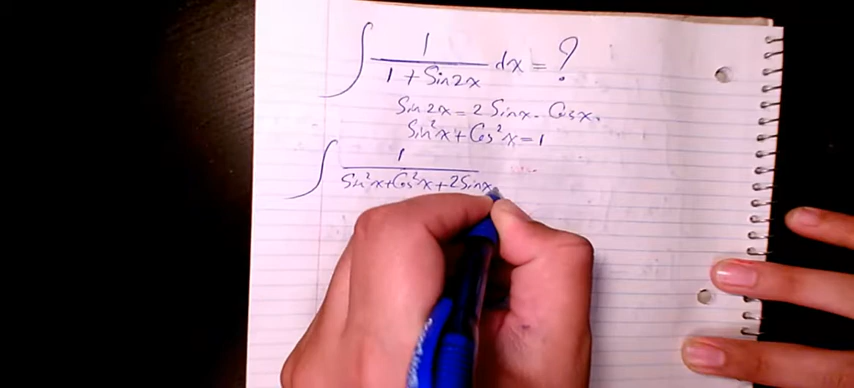 ∫ 1 / (1 + Sin2x) dx = ?
Sin 2x = 2 Sinx . Cosx .
Sin²x + Cos²x = 1
∫ 1 / (Sin²x + Cos²x + 2Sinx